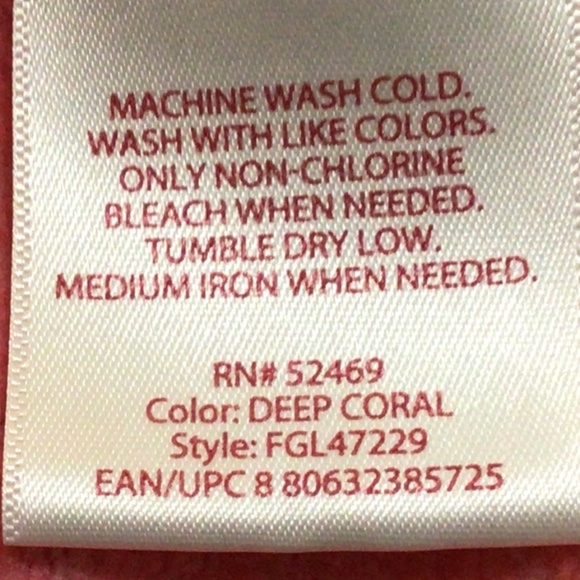 MACHINE WASH COLD.
WASH WITH LIKE COLORS.
ONLY NON-CHLORINE
BLEACH WHEN NEEDED.
TUMBLE DRY LOW.
MEDIUM IRON WHEN NEEDED.
RN# 52469
Color: DEEP CORAL
Style: FGL47229
EAN/UPC 8 80632385725